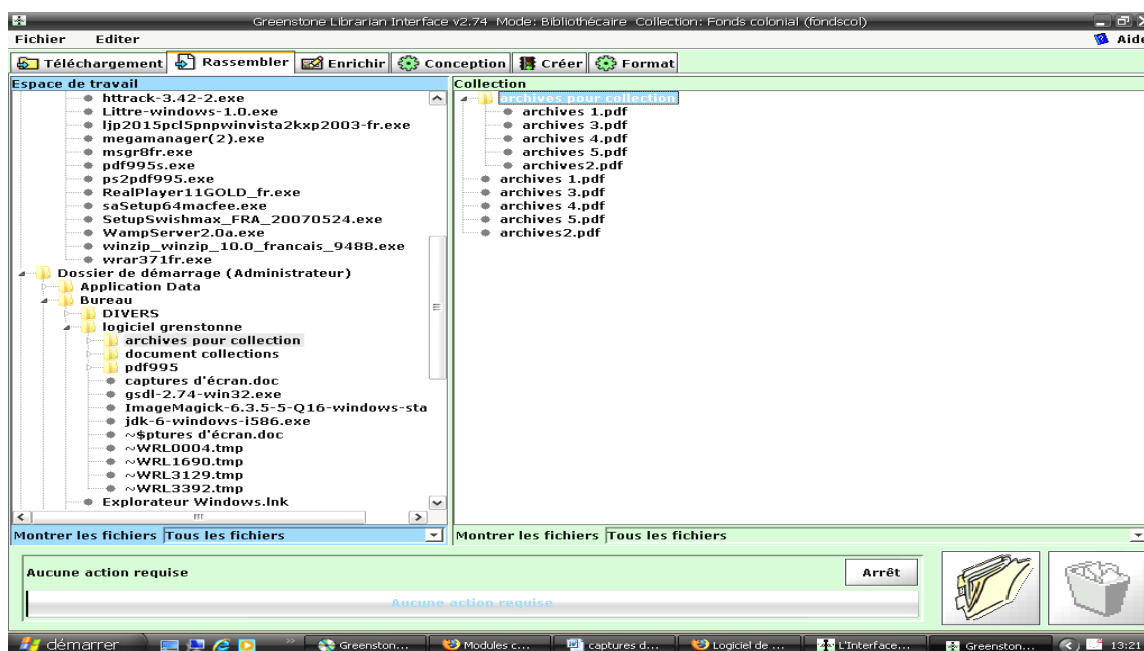 Greenstone Librarian Interface v2.74 Mode: Bibliothécaire Collection: Fonds colonial (fondscol)
Fichier Editer Aide
Téléchargement Rassembler Enrichir Conception Créer Format
Espace de travail
httrack-3.42-2.exe
Littre-windows-1.0.exe
ljp2015pcl5pnpwinvista2kxp2003-fr.exe
megamanager(2).exe
msgr8fr.exe
pdf995s.exe
ps2pdf995.exe
RealPlayer11GOLD_fr.exe
saSetup64macfee.exe
SetupSwishmax_FRA_20070524.exe
WampServer2.0a.exe
winzip_winzip_10.0_francais_9488.exe
wrar371fr.exe
Dossier de démarrage (Administrateur)
Application Data
Bureau
DIVERS
logiciel grenstonne
archives pour collection
document collections
pdf995
captures d'écran.doc
gsdl-2.74-win32.exe
ImageMagick-6.3.5-5-Q16-windows-sta
jdk-6-windows-i586.exe
~$ptures d'écran.doc
~WRL0004.tmp
~WRL1690.tmp
~WRL3129.tmp
~WRL3392.tmp
Explorateur Windows.lnk
Montrer les fichiers Tous les fichiers
Collection
archives pour collection
archives 1.pdf
archives 3.pdf
archives 4.pdf
archives 5.pdf
archives2.pdf
archives 1.pdf
archives 3.pdf
archives 4.pdf
archives 5.pdf
archives2.pdf
Montrer les fichiers Tous les fichiers
Aucune action requise
Arrêt
Aucune action requise
démarrer Greenston... Modules c... captures d... Logiciel de ... L'Interface... Greenston... 13:21